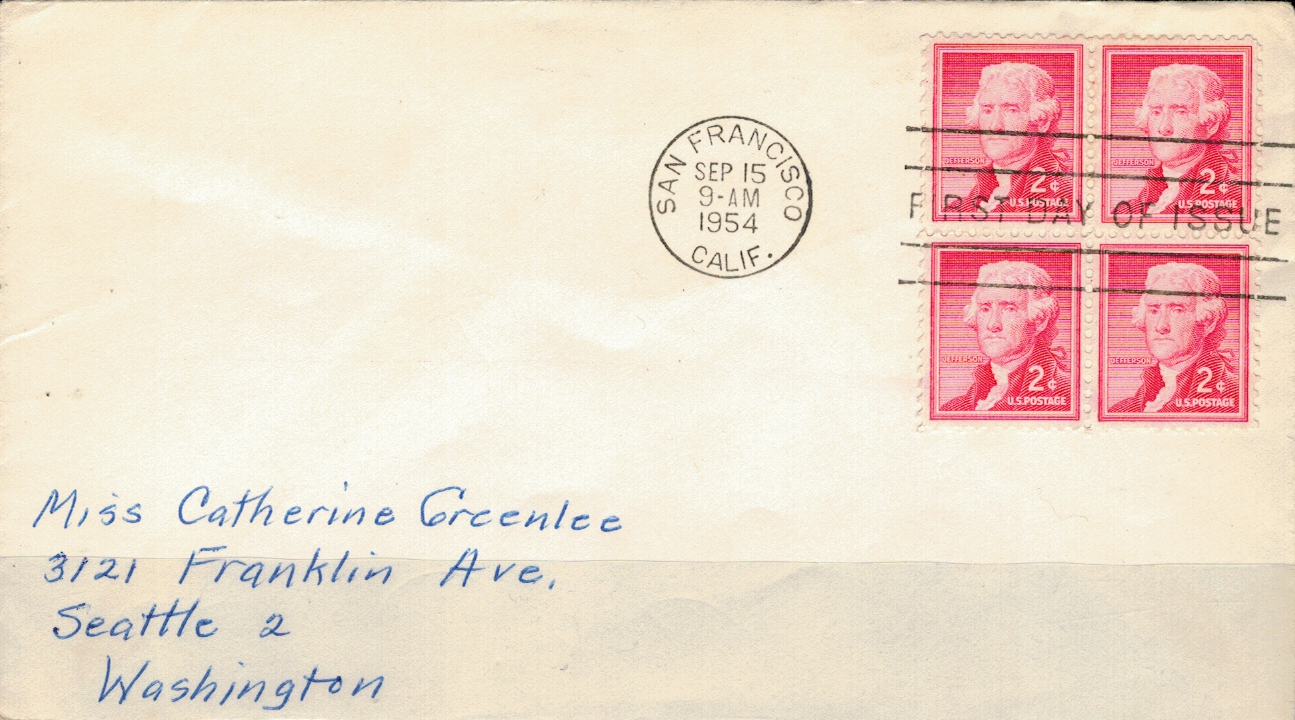 SAN FRANCISCO
SEP 15
9-AM
1954
CALIF.
JEFFERSON
2¢
U.S.POSTAGE
JEFFERSON
2¢
U.S.POSTAGE
FIRST DAY OF ISSUE
JEFFERSON
2¢
U.S.POSTAGE
JEFFERSON
2¢
U.S.POSTAGE
Miss Catherine Greenlee
3121 Franklin Ave.
Seattle 2
Washington